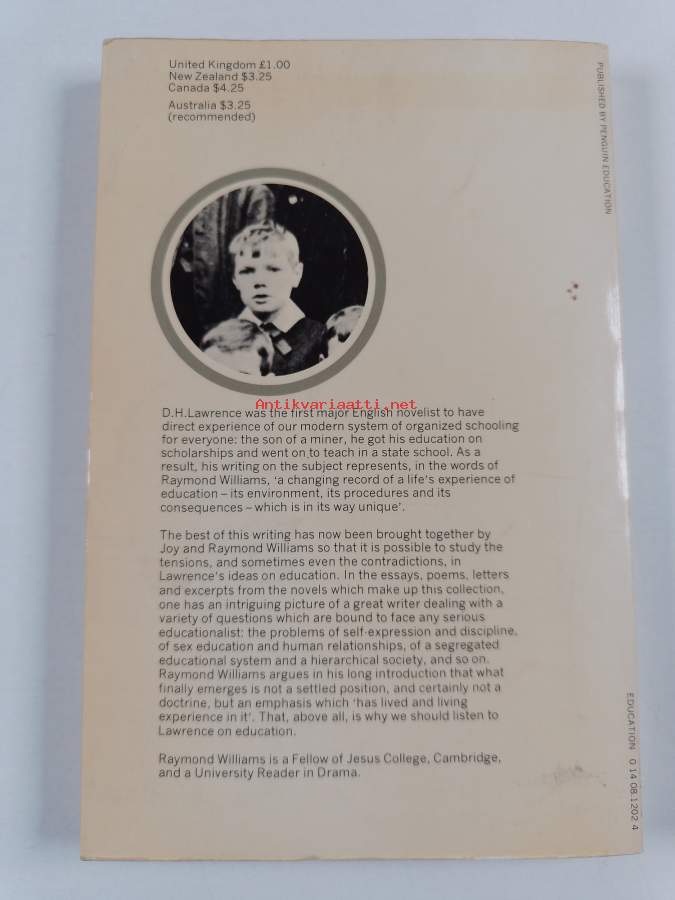 United Kingdom £1.00
New Zealand $3.25
Canada $4.25
Australia $3.25
(recommended)
PUBLISHED BY PENGUIN EDUCATION
Antikvariaatti.net
D.H.Lawrence was the first major English novelist to have
direct experience of our modern system of organized schooling
for everyone: the son of a miner, he got his education on
scholarships and went on to teach in a state school. As a
result, his writing on the subject represents, in the words of
Raymond Williams, ‘a changing record of a life's experience of
education – its environment, its procedures and its
consequences – which is in its way unique’.
The best of this writing has now been brought together by
Joy and Raymond Williams so that it is possible to study the
tensions, and sometimes even the contradictions, in
Lawrence's ideas on education. In the essays, poems, letters
and excerpts from the novels which make up this collection,
one has an intriguing picture of a great writer dealing with a
variety of questions which are bound to face any serious
educationalist: the problems of self-expression and discipline,
of sex education and human relationships, of a segregated
educational system and a hierarchical society, and so on.
Raymond Williams argues in his long introduction that what
finally emerges is not a settled position, and certainly not a
doctrine, but an emphasis which ‘has lived and living
experience in it’. That, above all, is why we should listen to
Lawrence on education.
Raymond Williams is a Fellow of Jesus College, Cambridge,
and a University Reader in Drama.
EDUCATION 0 14 08.1202 4